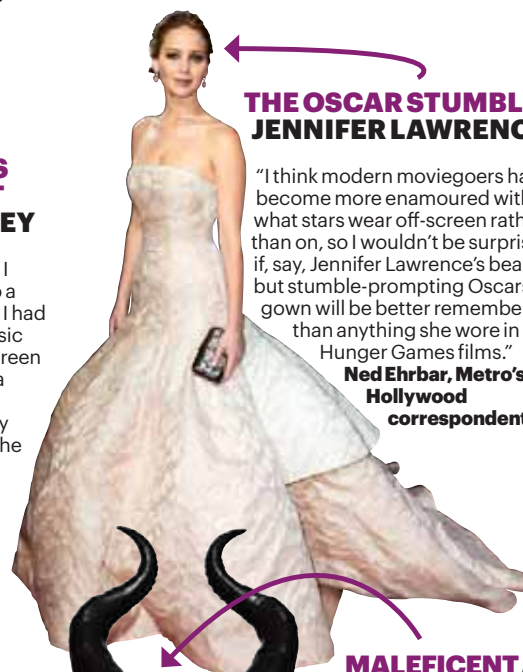 S
EY
I
a
I had
sic
reen
a
y
he
THE OSCAR STUMBL
JENNIFER LAWRENC
“I think modern moviegoers ha
become more enamoured with
what stars wear off-screen rath
than on, so I wouldn’t be surpris
if, say, Jennifer Lawrence’s bea
but stumble-prompting Oscars
gown will be better remembe
than anything she wore in
Hunger Games films.”
Ned Ehrbar, Metro’s
Hollywood
correspondent
MALEFICENT